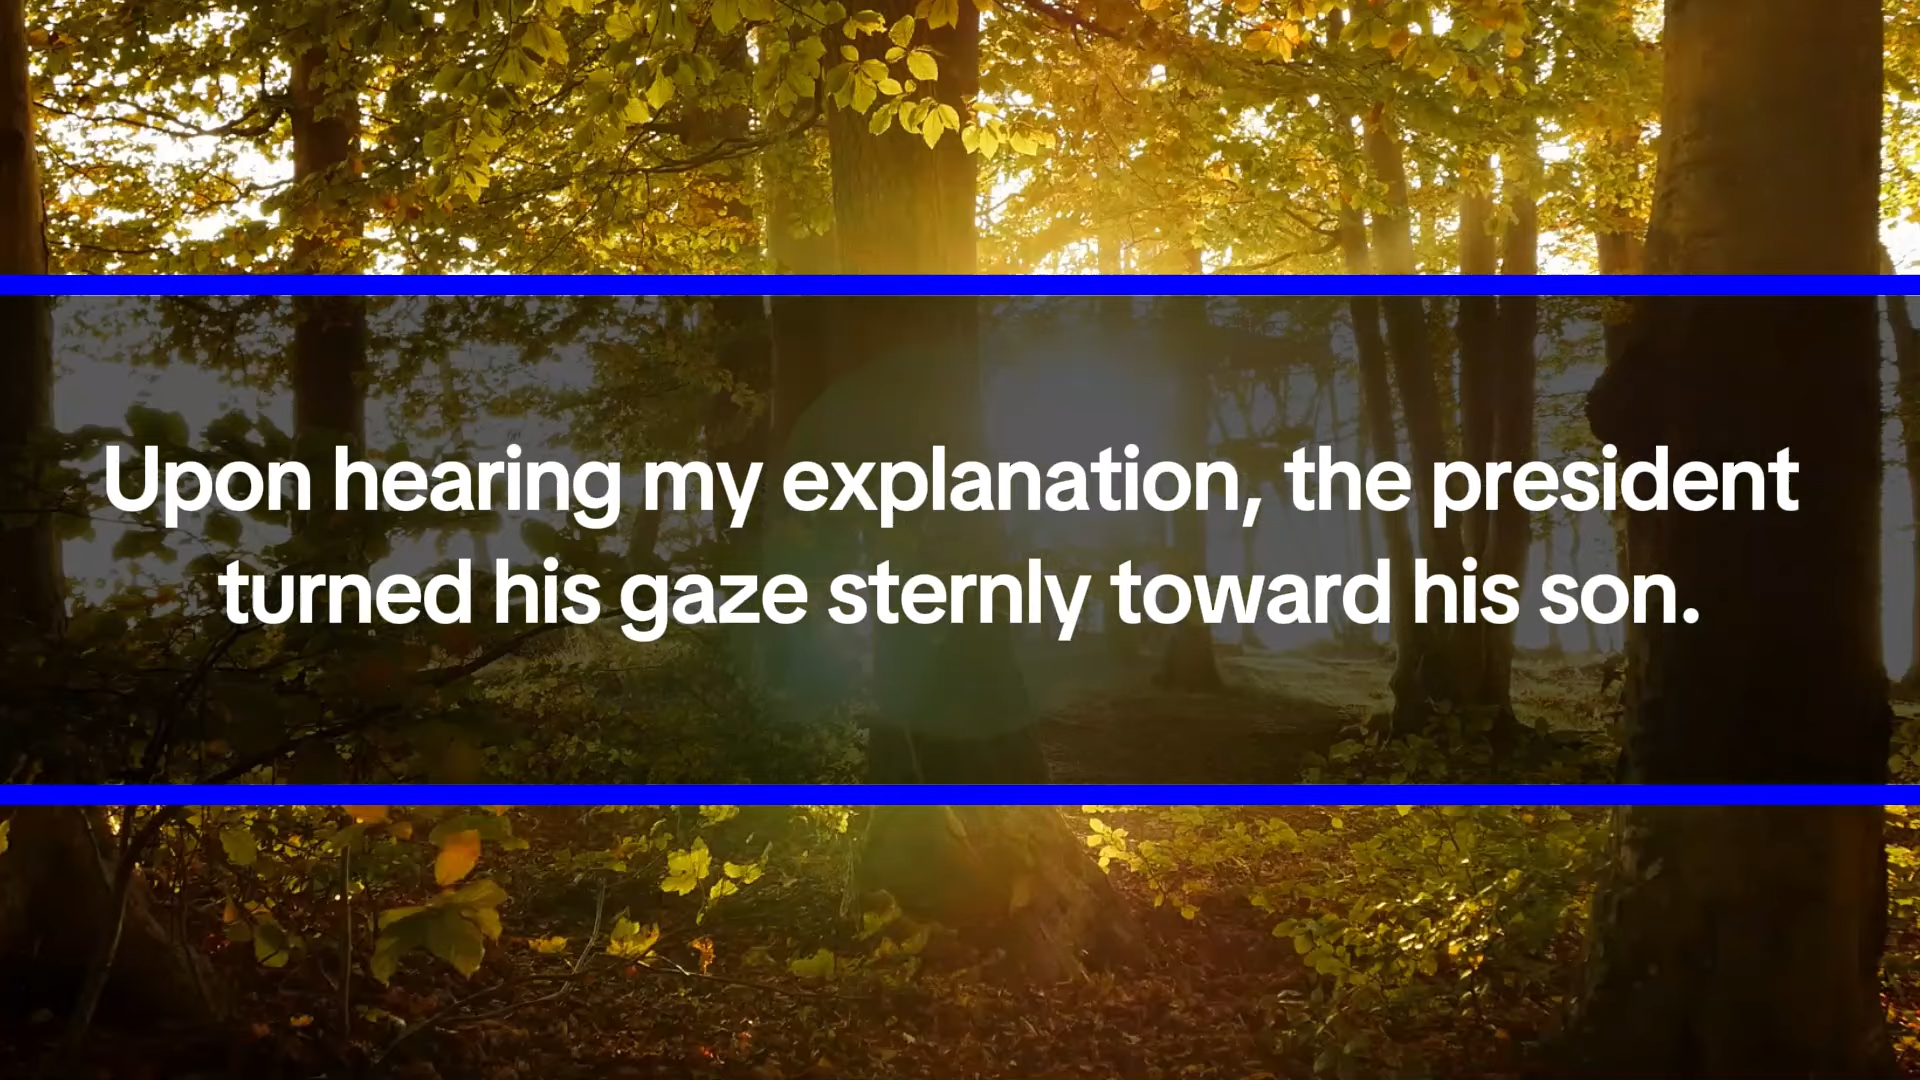 Upon hearing my explanation, the president
turned his gaze sternly toward his son.